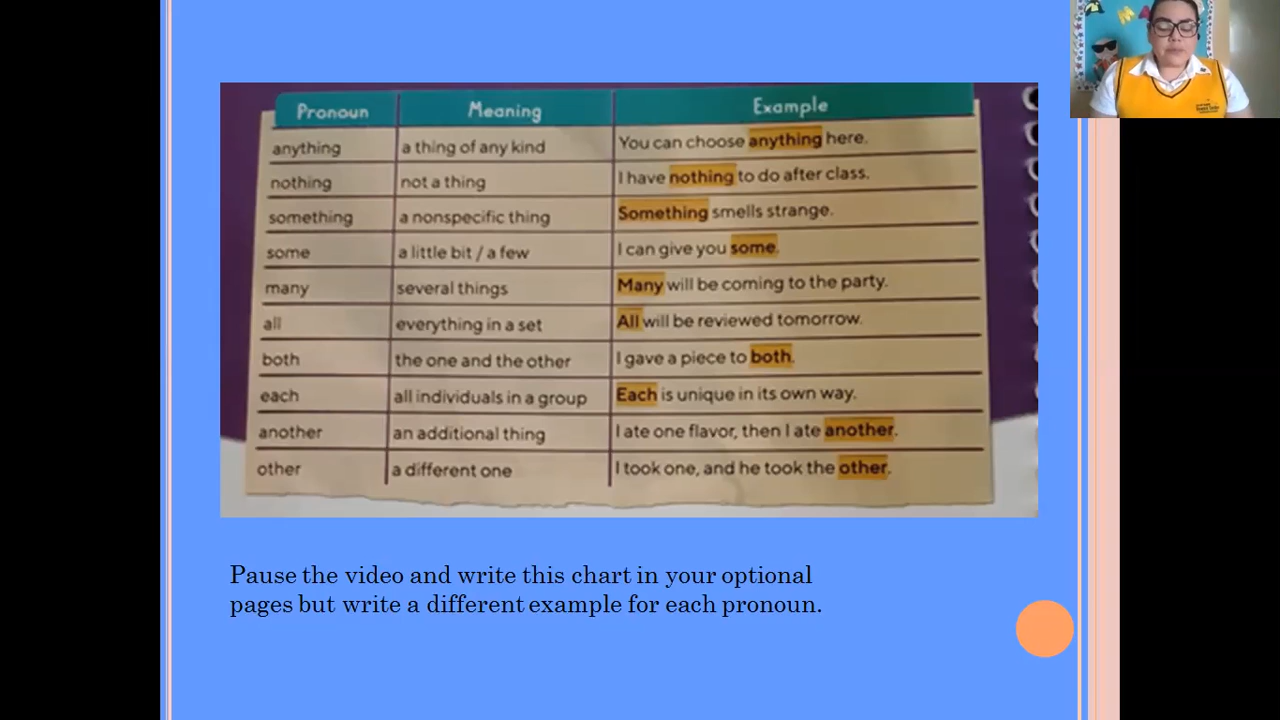 Pronoun Meaning Example
anything a thing of any kind You can choose anything here.
nothing not a thing I have nothing to do after class.
something a nonspecific thing Something smells strange.
some a little bit / a few I can give you some.
many several things Many will be coming to the party.
all everything in a set All will be reviewed tomorrow.
both the one and the other I gave a piece to both.
each all individuals in a group Each is unique in its own way.
another an additional thing I ate one flavor, then I ate another.
other a different one I took one, and he took the other.
Pause the video and write this chart in your optional
pages but write a different example for each pronoun.